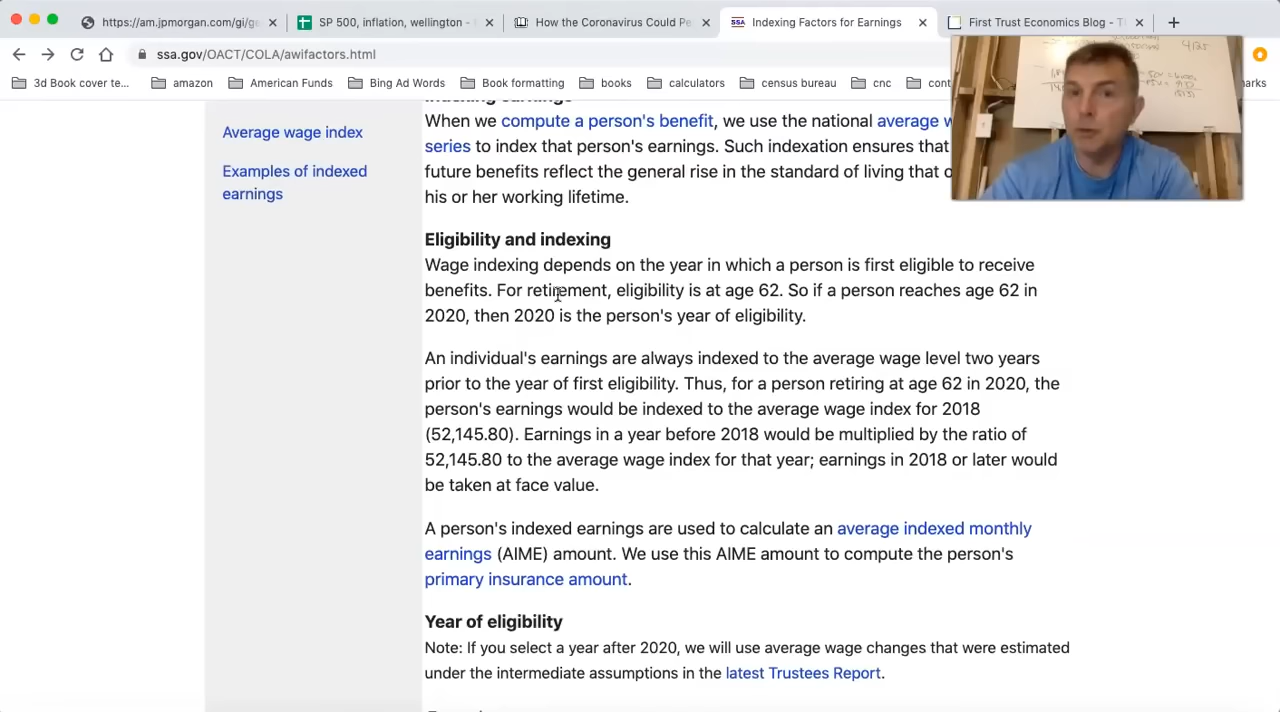 https://am.jpmorgan.com/gi/ge
SP 500, inflation, wellington -
How the Coronavirus Could Pe
SSA Indexing Factors for Earnings
First Trust Economics Blog - T
ssa.gov/OACT/COLA/awifactors.html
3d Book cover te... amazon American Funds Bing Ad Words Book formatting books calculators census bureau cnc cont arks
Indexing earnings
Average wage index
Examples of indexed
earnings
When we compute a person's benefit, we use the national average w
series to index that person's earnings. Such indexation ensures that
future benefits reflect the general rise in the standard of living that o
his or her working lifetime.
Eligibility and indexing
Wage indexing depends on the year in which a person is first eligible to receive
benefits. For retirement, eligibility is at age 62. So if a person reaches age 62 in
2020, then 2020 is the person's year of eligibility.
An individual's earnings are always indexed to the average wage level two years
prior to the year of first eligibility. Thus, for a person retiring at age 62 in 2020, the
person's earnings would be indexed to the average wage index for 2018
(52,145.80). Earnings in a year before 2018 would be multiplied by the ratio of
52,145.80 to the average wage index for that year; earnings in 2018 or later would
be taken at face value.
A person's indexed earnings are used to calculate an average indexed monthly
earnings (AIME) amount. We use this AIME amount to compute the person's
primary insurance amount.
Year of eligibility
Note: If you select a year after 2020, we will use average wage changes that were estimated
under the intermediate assumptions in the latest Trustees Report.